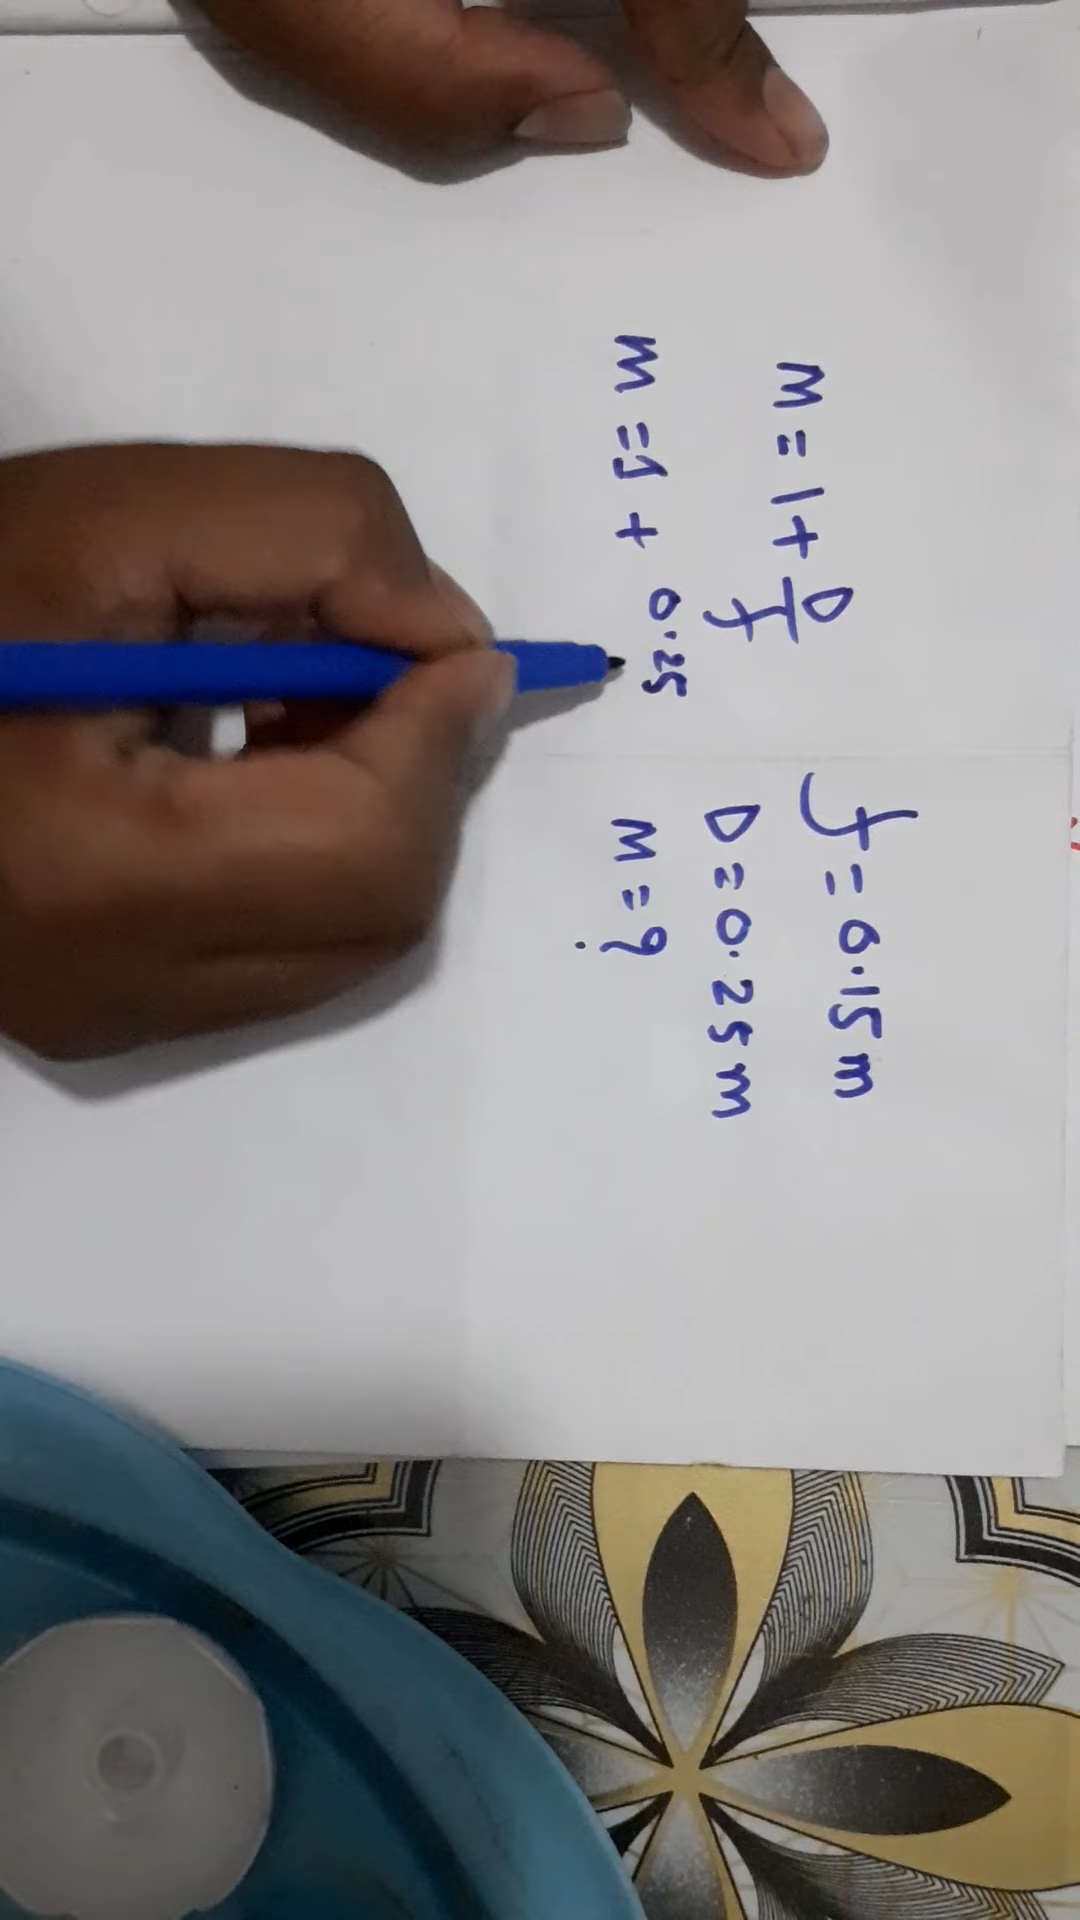 m = 1 + D/f
m = 1 + 0.25
f = 0.15 m
D = 0.25 m
m = ?